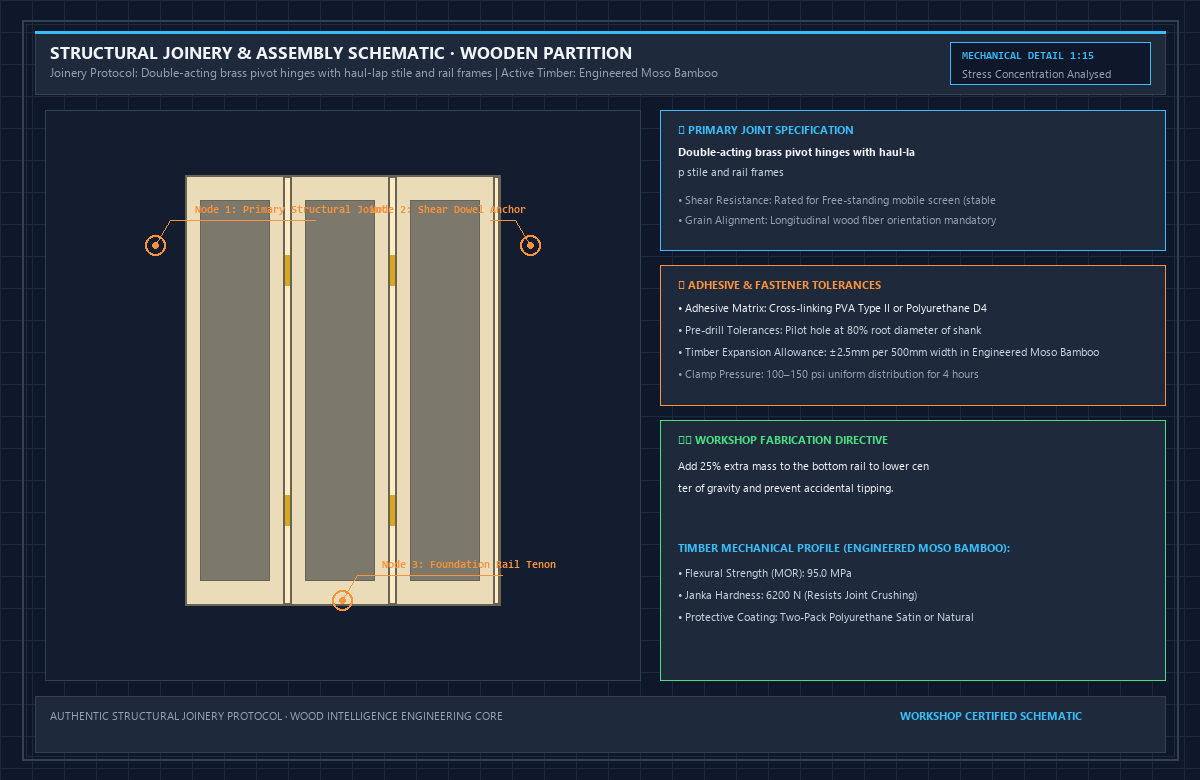 STRUCTURAL JOINERY & ASSEMBLY SCHEMATIC · WOODEN PARTITION
Joinery Protocol: Double-acting brass pivot hinges with haul-lap stile and rail frames | Active Timber: Engineered Moso Bamboo
MECHANICAL DETAIL 1:15
Stress Concentration Analysed
Node 1: Primary Structural Joint
Node 2: Shear Dowel Anchor
Node 3: Foundation Rail Tenon
PRIMARY JOINT SPECIFICATION
Double-acting brass pivot hinges with haul-la
p stile and rail frames
• Shear Resistance: Rated for Free-standing mobile screen (stable
• Grain Alignment: Longitudinal wood fiber orientation mandatory
ADHESIVE & FASTENER TOLERANCES
• Adhesive Matrix: Cross-linking PVA Type II or Polyurethane D4
• Pre-drill Tolerances: Pilot hole at 80% root diameter of shank
• Timber Expansion Allowance: ±2.5mm per 500mm width in Engineered Moso Bamboo
• Clamp Pressure: 100–150 psi uniform distribution for 4 hours
WORKSHOP FABRICATION DIRECTIVE
Add 25% extra mass to the bottom rail to lower cen
ter of gravity and prevent accidental tipping.
TIMBER MECHANICAL PROFILE (ENGINEERED MOSO BAMBOO):
• Flexural Strength (MOR): 95.0 MPa
• Janka Hardness: 6200 N (Resists Joint Crushing)
• Protective Coating: Two-Pack Polyurethane Satin or Natural
AUTHENTIC STRUCTURAL JOINERY PROTOCOL · WOOD INTELLIGENCE ENGINEERING CORE
WORKSHOP CERTIFIED SCHEMATIC